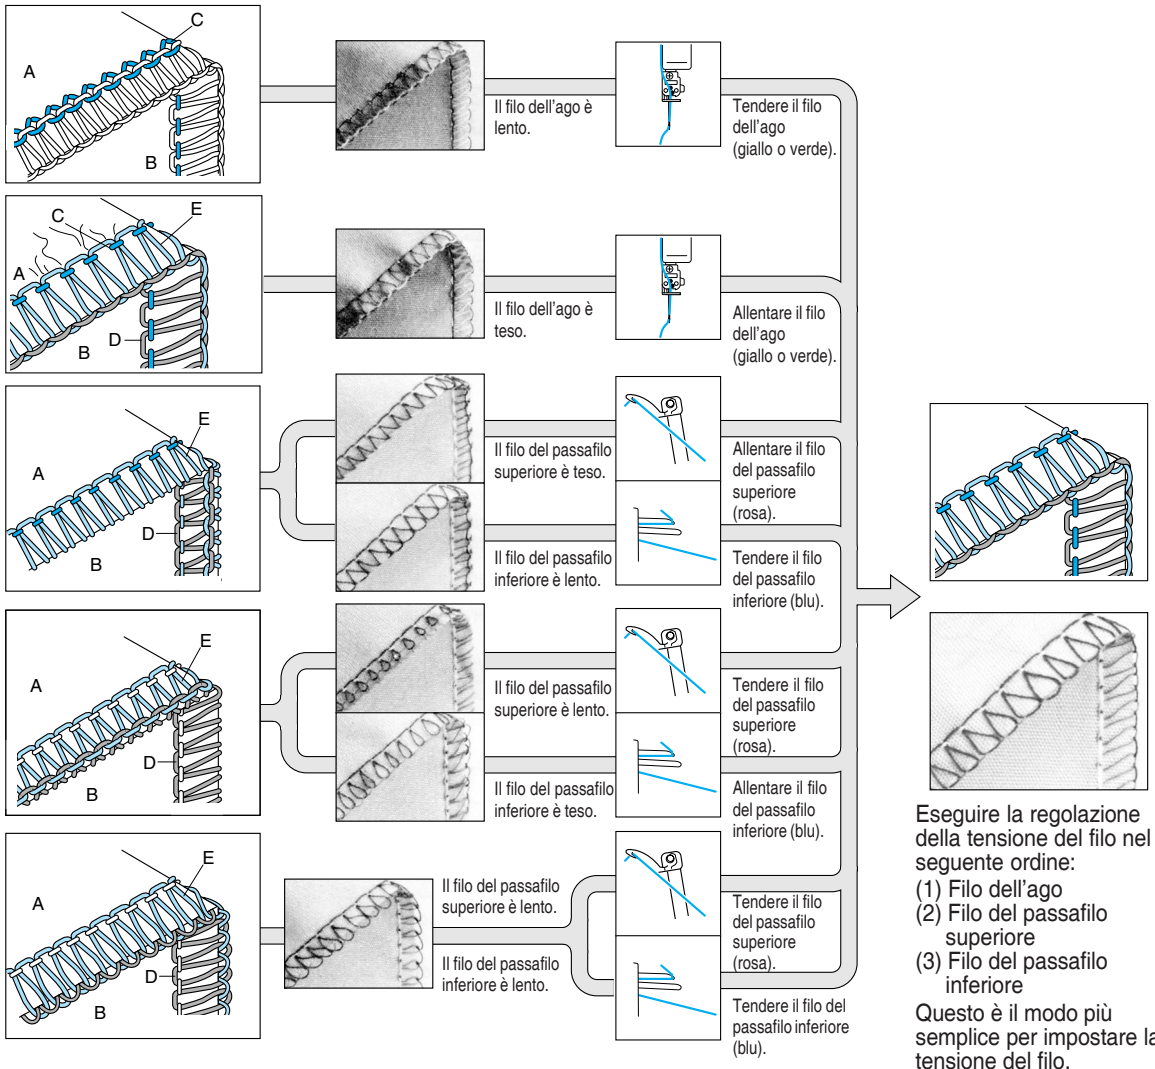 C
A
B
Il filo dell'ago è
lento.
Tendere il filo
dell'ago
(giallo o verde).
C
E
A
D
B
Il filo dell'ago è
teso.
Allentare il filo
dell'ago
(giallo o verde).
E
A
D
B
Il filo del passafilo
superiore è teso.
Allentare il filo
del passafilo
superiore
(rosa).
Il filo del passafilo
inferiore è lento.
Tendere il filo
del passafilo
inferiore (blu).
E
A
D
B
Il filo del passafilo
superiore è lento.
Tendere il filo
del passafilo
superiore
(rosa).
Il filo del passafilo
inferiore è teso.
Allentare il filo
del passafilo
inferiore (blu).
E
A
D
B
Il filo del passafilo
superiore è lento.
Il filo del passafilo
inferiore è lento.
Tendere il filo
del passafilo
superiore
(rosa).
Tendere il filo del
passafilo inferiore
(blu).
Eseguire la regolazione
della tensione del filo nel
seguente ordine:
(1) Filo dell'ago
(2) Filo del passafilo
superiore
(3) Filo del passafilo
inferiore
Questo è il modo più
semplice per impostare la
tensione del filo.